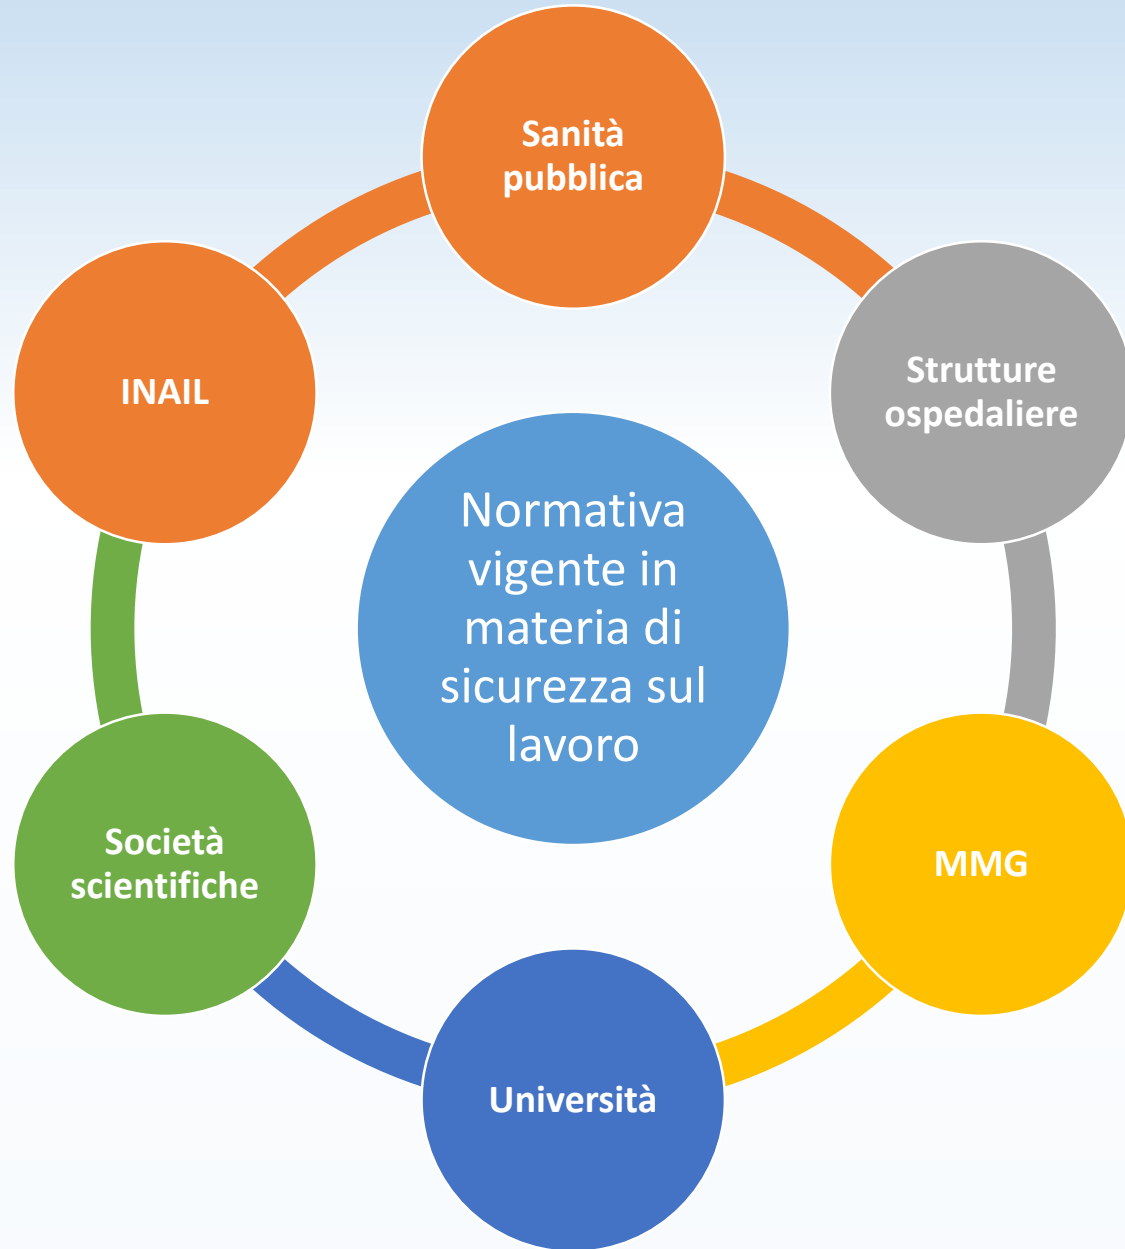 Sanità
pubblica
INAIL
Strutture
ospedaliere
Normativa
vigente in
materia di
sicurezza sul
lavoro
Società
scientifiche
MMG
Università